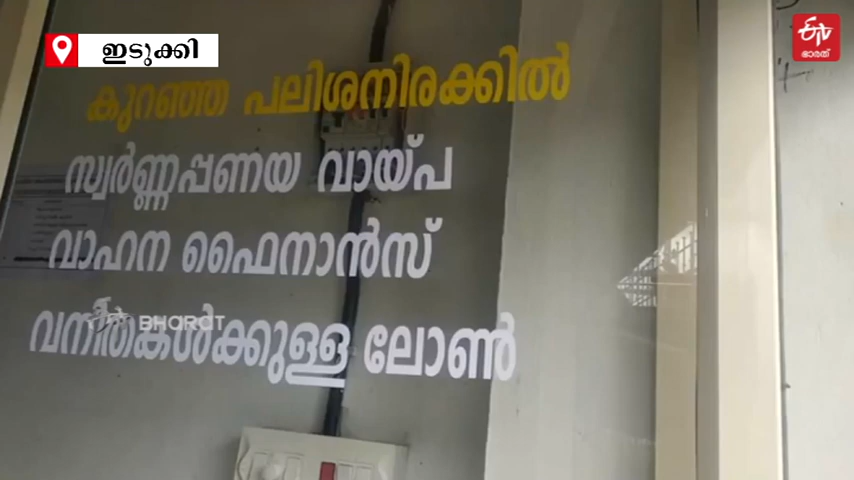 ഇടുക്കി
ഭാരത്
കുറഞ്ഞ പലിശനിരക്കിൽ
സ്വർണ്ണപ്പണയ വായ്പ
വാഹന ഫൈനാൻസ്
BHARAT
വനിതകൾക്കുള്ള ലോൺ